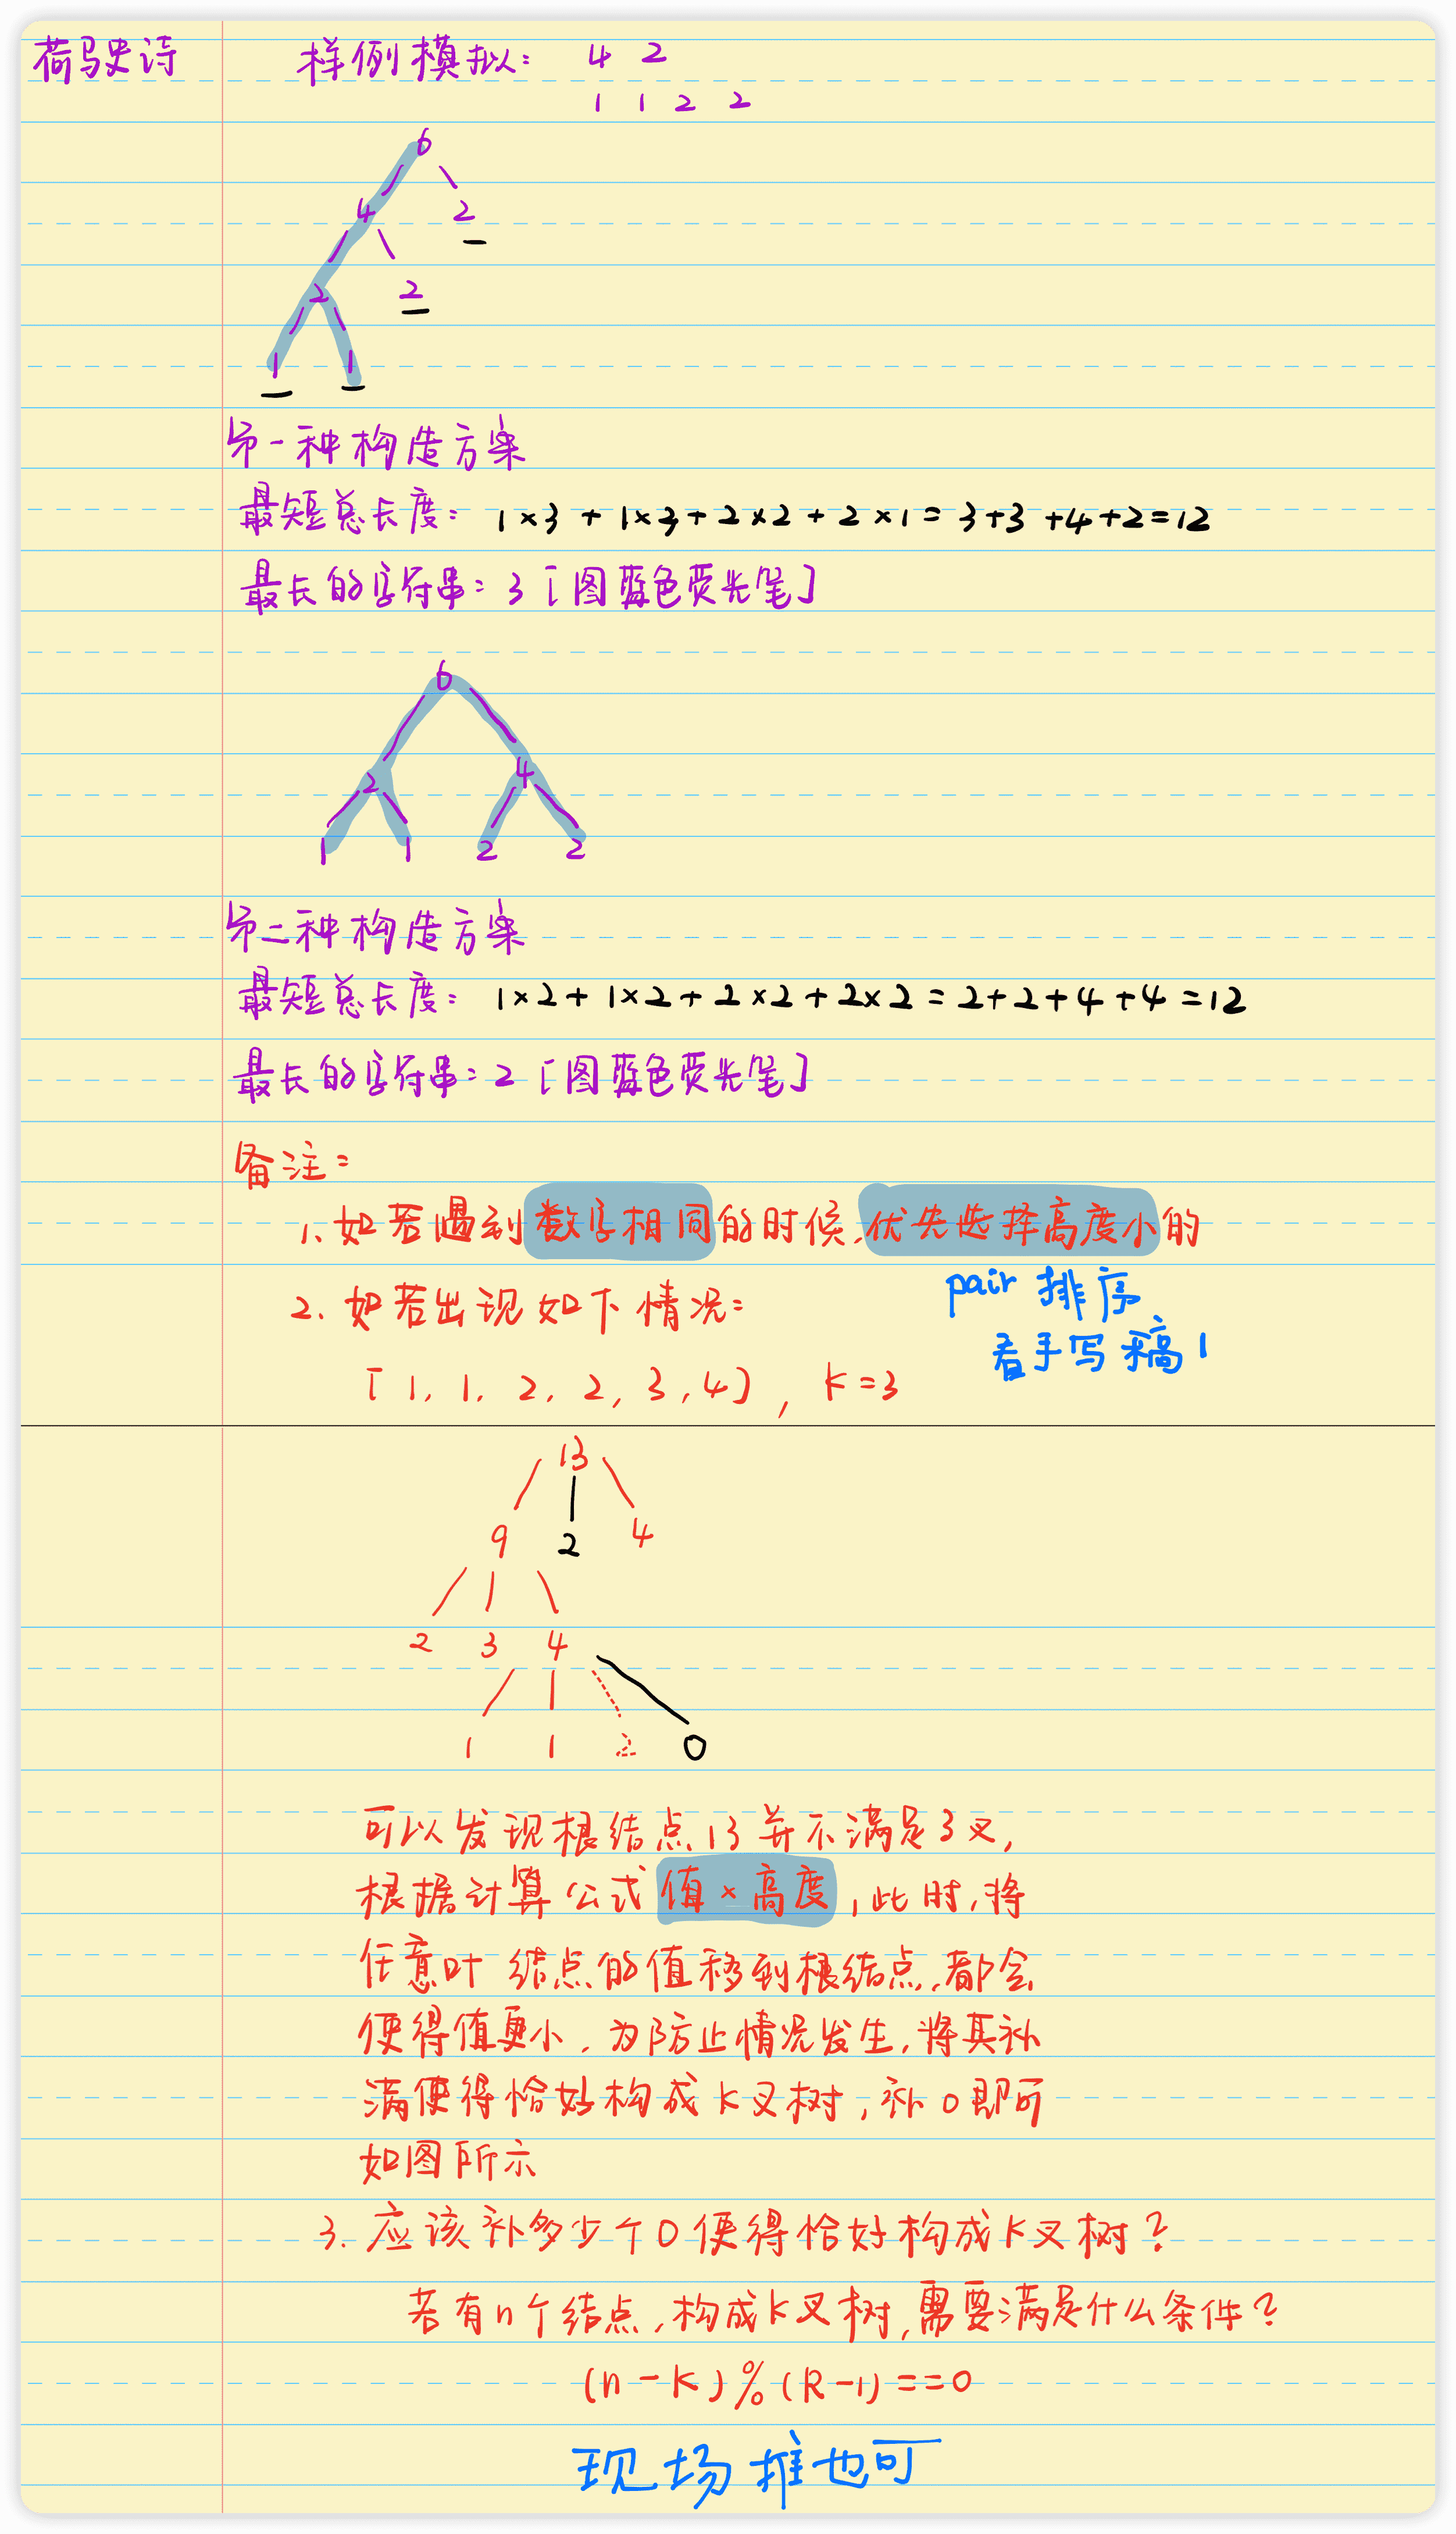 荷马史诗 样例模拟: 4 2
1 1 2 2
6
4 2
2 2
1 1
第一种构造方案
最短总长度: 1×3 + 1×3 + 2×2 + 2×1 = 3+3+4+2=12
最长的字符串: 3 [图蓝色荧光笔]
6
2 4
1 1 2 2
第二种构造方案
最短总长度: 1×2 + 1×2 + 2×2 + 2×2 = 2+2+4+4 =12
最长的字符串: 2 [图蓝色荧光笔]
备注:
1、如若遇到数字相同的时候,优先选择高度小的
pair 排序
2. 如若出现如下情况:
看手写稿1
[1, 1, 2, 2, 3, 4], k=3
13
9 2 4
2 3 4
1 1 2 0
可以发现根结点13并不满足3叉,
根据计算公式值×高度,此时,将
任意叶结点的值移到根结点,都会
使得值更小,为防止情况发生,将其补
满使得恰好构成k叉树,补0即可
如图所示
3. 应该补多少个0使得恰好构成k叉树?
若有n个结点,构成k叉树,需要满足什么条件?
(n-k)%(k-1)==0
现场推也可